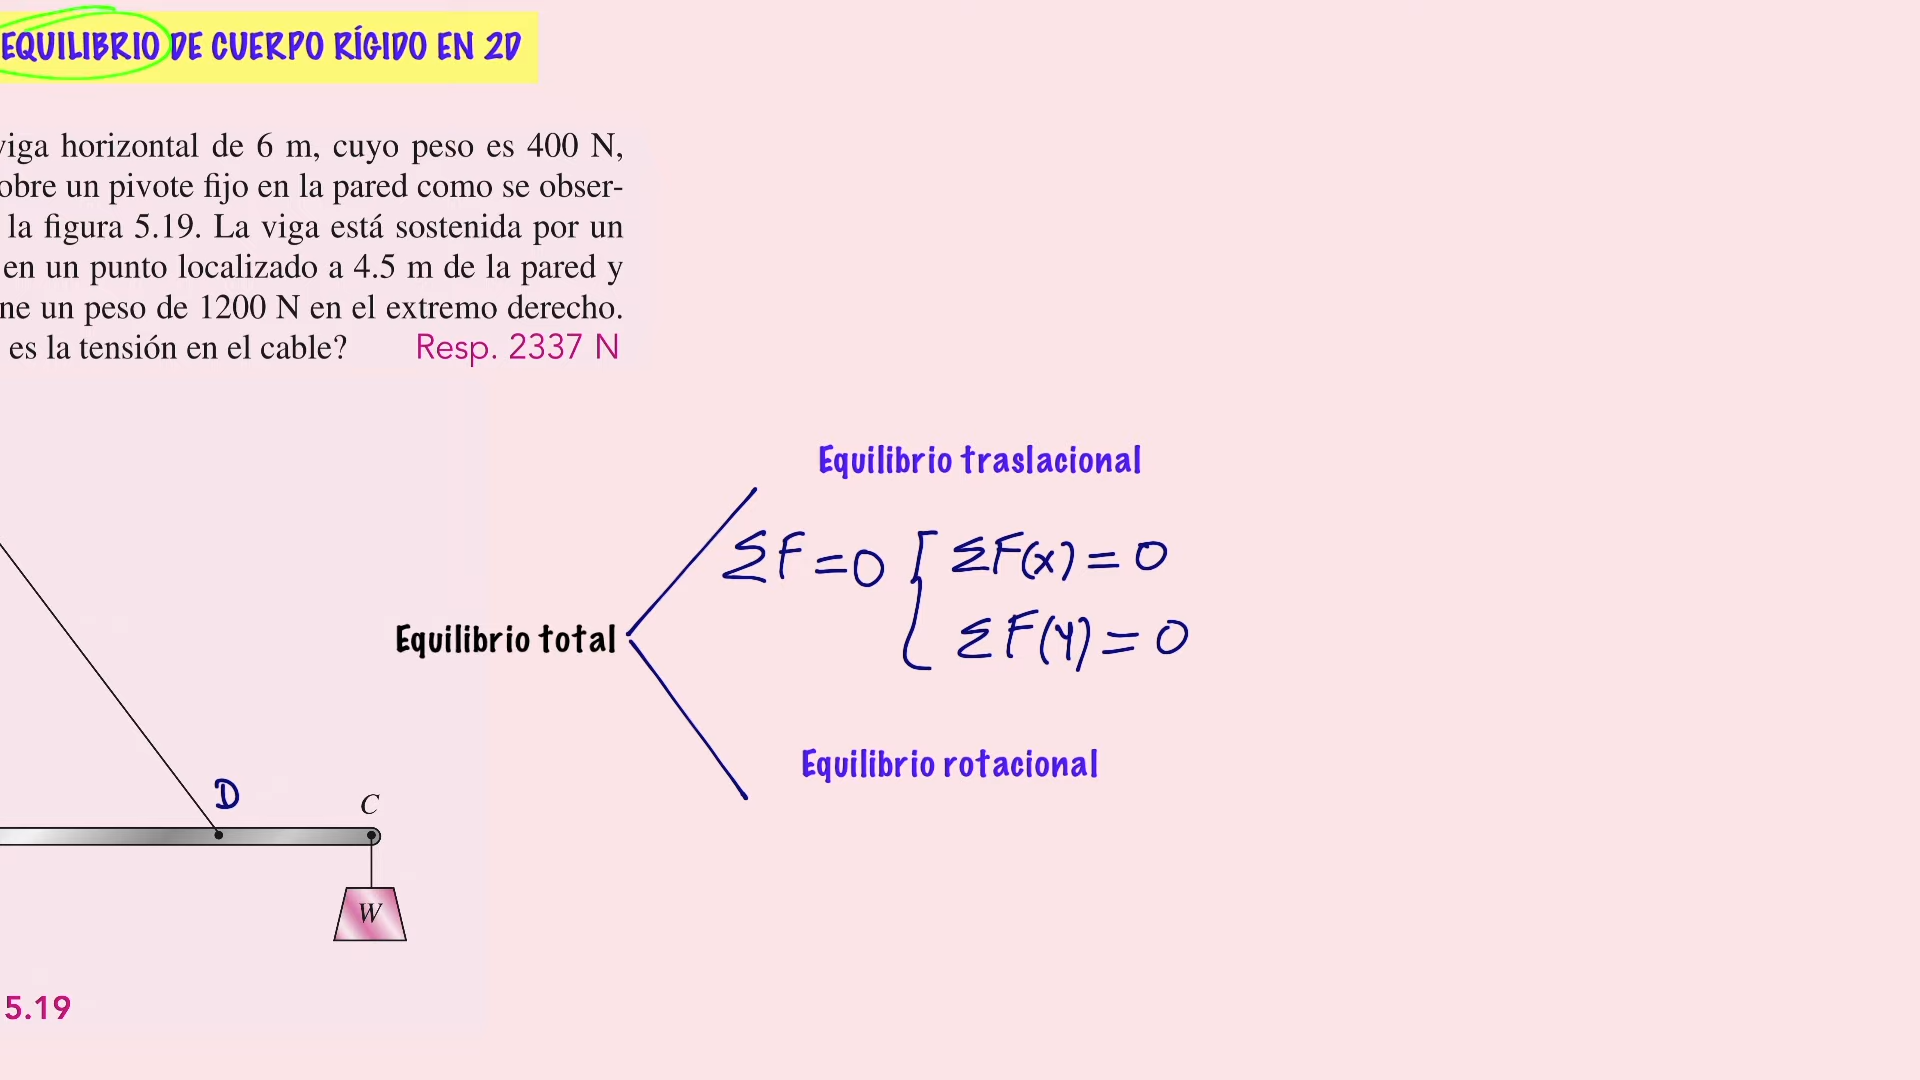 EQUILIBRIO DE CUERPO RÍGIDO EN 2D
viga horizontal de 6 m, cuyo peso es 400 N,
obre un pivote fijo en la pared como se obser-
la figura 5.19. La viga está sostenida por un
en un punto localizado a 4.5 m de la pared y
ne un peso de 1200 N en el extremo derecho.
es la tensión en el cable? Resp. 2337 N
Equilibrio traslacional
ΣF=0 ΣF(x)=0
ΣF(y)=0
Equilibrio total
Equilibrio rotacional
D
C
W
5.19